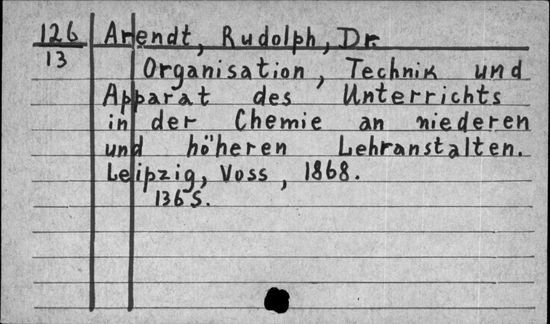 126
13
Arendt, Rudolph, Dr.
Organisation, Technik und
Apparat des Unterrichts
in der Chemie an niederen
und höheren Lehranstalten.
Leipzig, Voss, 1868.
136 S.